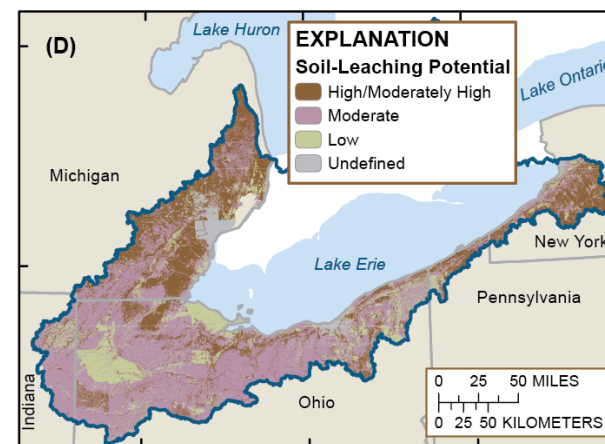 (D)
Lake Huron
EXPLANATION
Soil-Leaching Potential
High/Moderately High
Moderate
Low
Undefined
Lake Ontario
Michigan
Lake Erie
New York
Pennsylvania
Indiana
Ohio
0 25 50 MILES
0 25 50 KILOMETERS